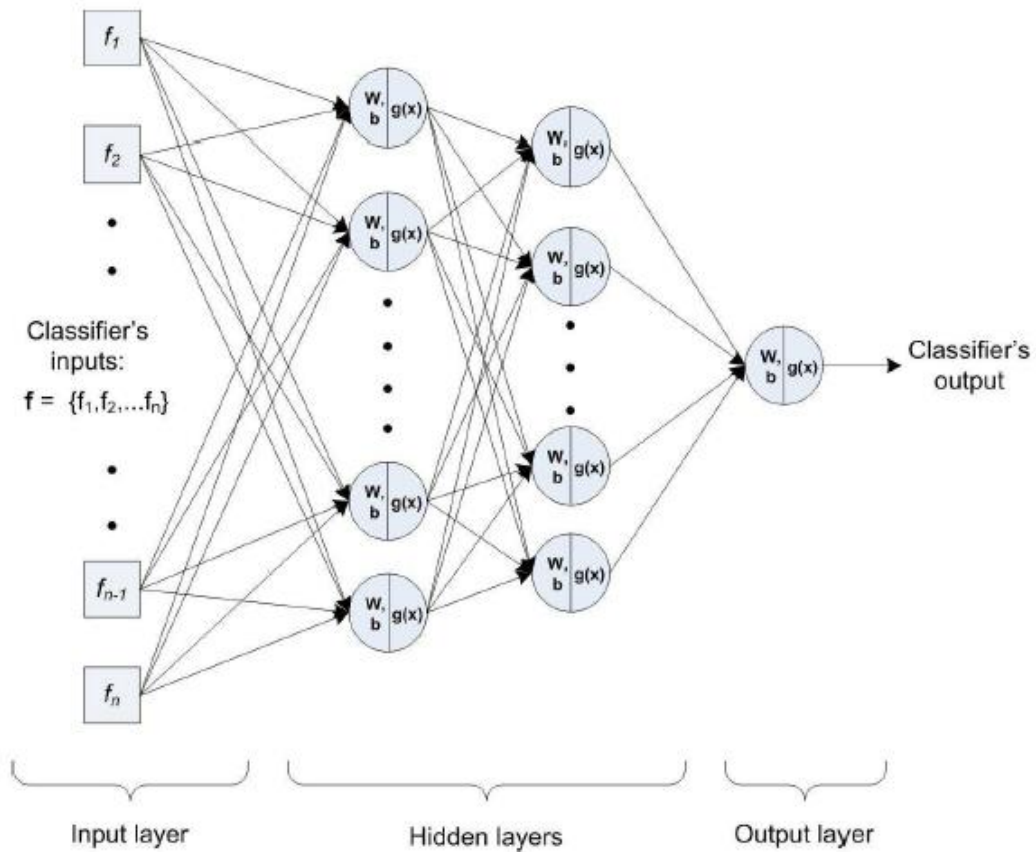 f₁
f₂
Classifier's
inputs:
f = {f₁,f₂,...fₙ}
fₙ₋₁
fₙ
W,
b
g(x)
W,
b
g(x)
W,
b
g(x)
W,
b
g(x)
W,
b
g(x)
W,
b
g(x)
W,
b
g(x)
W,
b
g(x)
W,
b
g(x)
Classifier's
output
Input layer
Hidden layers
Output layer